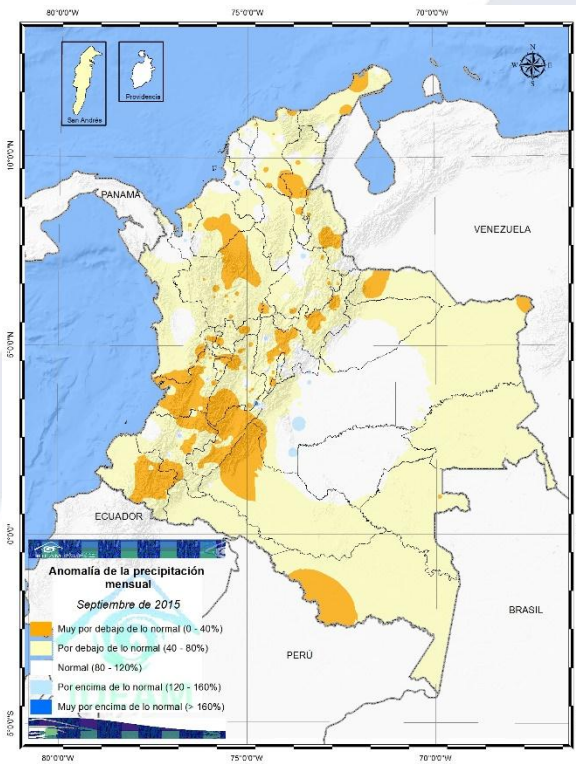 80°0'0"W 75°0'0"W 70°0'0"W
San Andrés
Providencia
N
W E
S
10°0'0"N
PANAMÁ
VENEZUELA
5°0'0"N
ECUADOR
0°0'0"
BRASIL
PERÚ
Anomalía de la precipitación
mensual
Septiembre de 2015
Muy por debajo de lo normal (0 - 40%)
Por debajo de lo normal (40 - 80%)
Normal (80 - 120%)
Por encima de lo normal (120 - 160%)
Muy por encima de lo normal (> 160%)
IDEAM
5°0'0"S
80°0'0"W 75°0'0"W 70°0'0"W